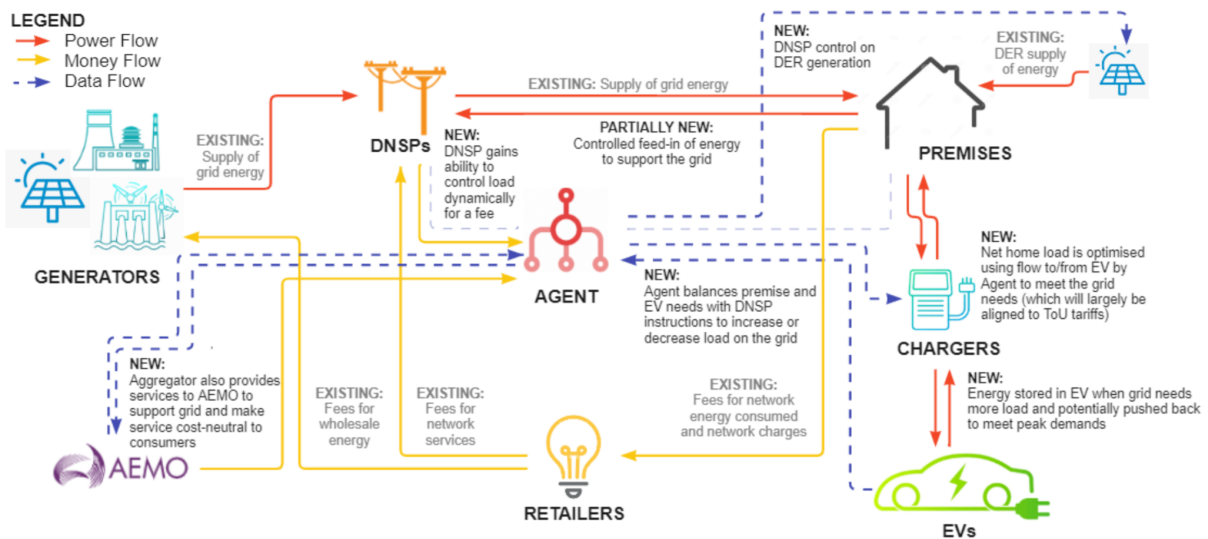 LEGEND
Power Flow
Money Flow
Data Flow
EXISTING:
Supply of
grid energy
GENERATORS
DNSPs
NEW:
DNSP gains
ability to
control load
dynamically
for a fee
EXISTING: Supply of grid energy
PARTIALLY NEW:
Controlled feed-in of energy
to support the grid
NEW:
DNSP control on
DER generation
EXISTING:
DER supply
of energy
PREMISES
AGENT
NEW:
Agent balances premise and
EV needs with DNSP
instructions to increase or
decrease load on the grid
NEW:
Net home load is optimised
using flow to/from EV by
Agent to meet the grid
needs (which will largely be
aligned to ToU tariffs)
CHARGERS
NEW:
Aggregator also provides
services to AEMO to
support grid and make
service cost-neutral to
consumers
AEMO
EXISTING:
Fees for
wholesale
energy
EXISTING:
Fees for
network
services
EXISTING:
Fees for network
energy consumed
and network charges
RETAILERS
NEW:
Energy stored in EV when grid needs
more load and potentially pushed back
to meet peak demands
EVs